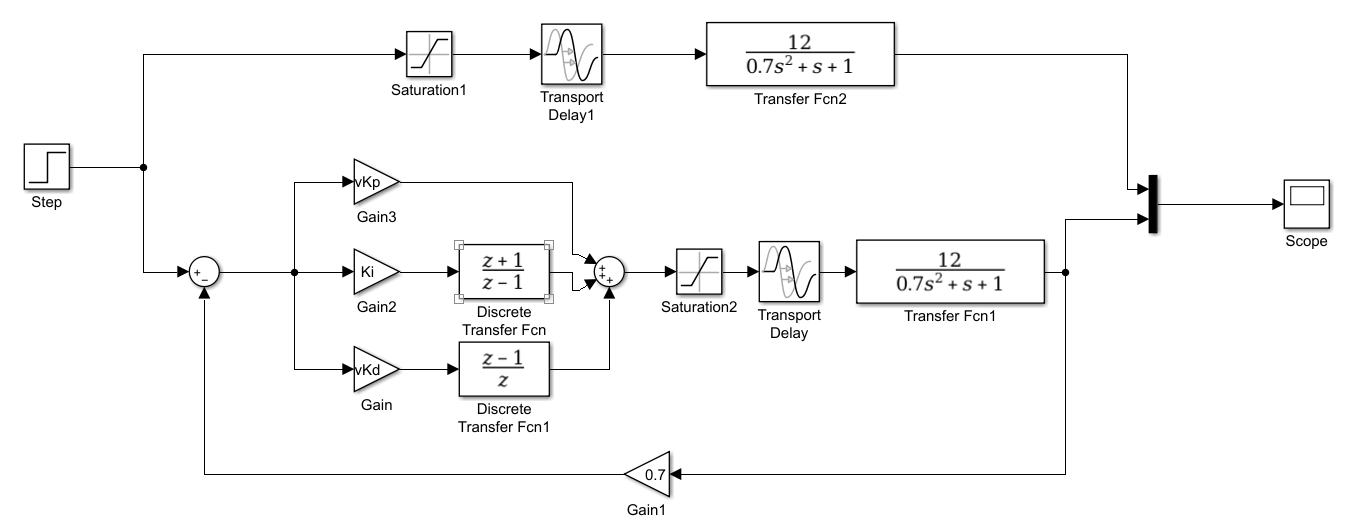 12
0.7s² + s + 1
Saturation1
Transport
Delay1
Transfer Fcn2
Step
vKp
Gain3
+
−
Ki
Gain2
z + 1
z − 1
Discrete
Transfer Fcn
+
+
+
Saturation2
Transport
Delay
12
0.7s² + s + 1
Transfer Fcn1
Scope
vKd
Gain
z − 1
z
Discrete
Transfer Fcn1
0.7
Gain1